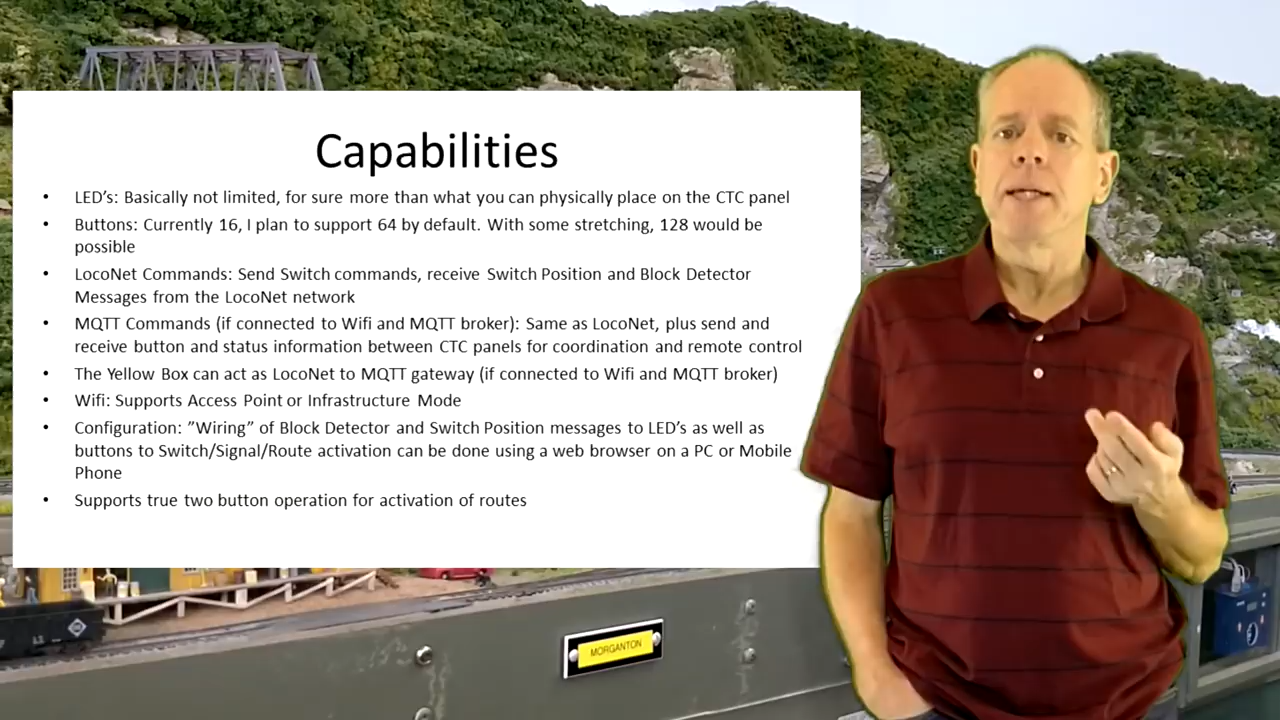 Capabilities
• LED's: Basically not limited, for sure more than what you can physically place on the CTC panel
• Buttons: Currently 16, I plan to support 64 by default. With some stretching, 128 would be
possible
• LocoNet Commands: Send Switch commands, receive Switch Position and Block Detector
Messages from the LocoNet network
• MQTT Commands (if connected to Wifi and MQTT broker): Same as LocoNet, plus send and
receive button and status information between CTC panels for coordination and remote control
• The Yellow Box can act as LocoNet to MQTT gateway (if connected to Wifi and MQTT broker)
• Wifi: Supports Access Point or Infrastructure Mode
• Configuration: ”Wiring” of Block Detector and Switch Position messages to LED's as well as
buttons to Switch/Signal/Route activation can be done using a web browser on a PC or Mobile
Phone
• Supports true two button operation for activation of routes
MORGANTON